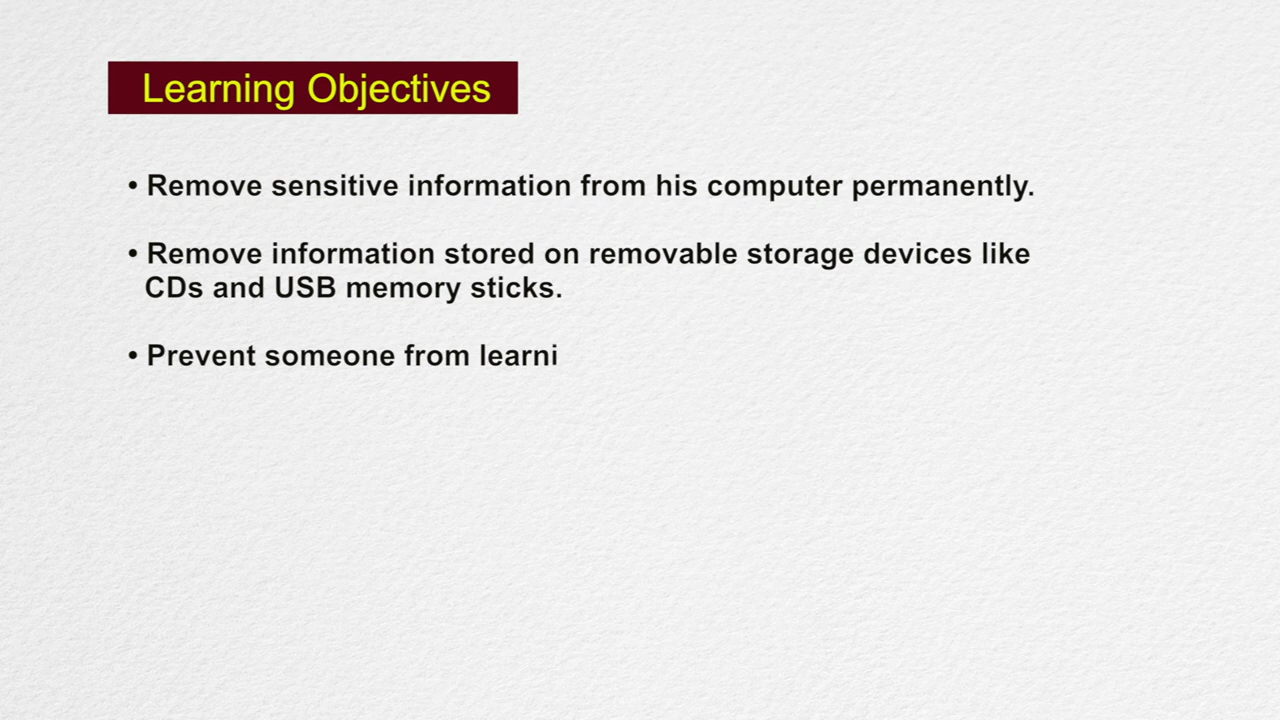 Learning Objectives
• Remove sensitive information from his computer permanently.
• Remove information stored on removable storage devices like
CDs and USB memory sticks.
• Prevent someone from learni